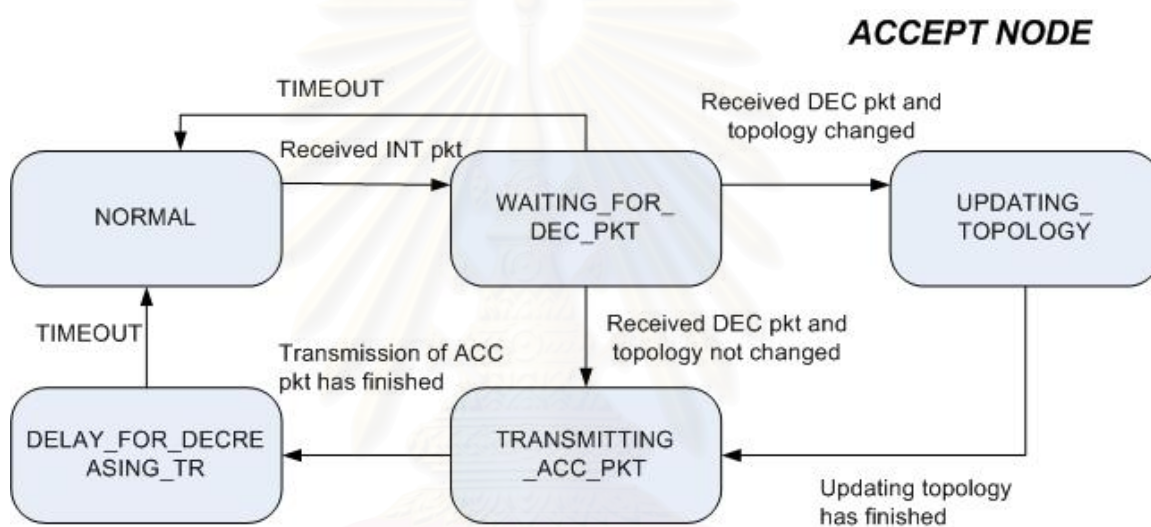 ACCEPT NODE
TIMEOUT
Received DEC pkt and
topology changed
Received INT pkt
NORMAL
WAITING_FOR_
DEC_PKT
UPDATING_
TOPOLOGY
TIMEOUT
Transmission of ACC
pkt has finished
Received DEC pkt and
topology not changed
DELAY_FOR_DECRE
ASING_TR
TRANSMITTING
_ACC_PKT
Updating topology
has finished